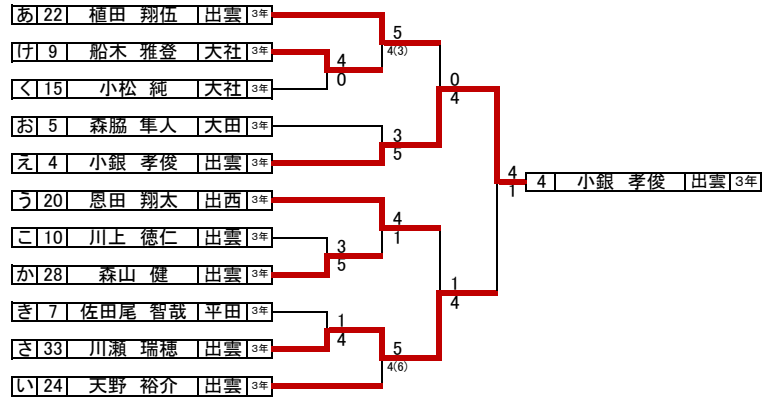 あ 22 植田 翔伍 出雲 3年
5
け 9 船木 雅登 大社 3年
4(3)
4
0
く 15 小松 純 大社 3年
0
4
お 5 森脇 隼人 大田 3年
3
え 4 小銀 孝俊 出雲 3年
5
4
4 小銀 孝俊 出雲 3年
1
う 20 恩田 翔太 出西 3年
4
こ 10 川上 徳仁 出雲 3年
1
3
か 28 森山 健 出雲 3年
5
1
4
き 7 佐田尾 智哉 平田 3年
1
さ 33 川瀬 瑞穂 出雲 3年
4
5
4(6)
い 24 天野 裕介 出雲 3年